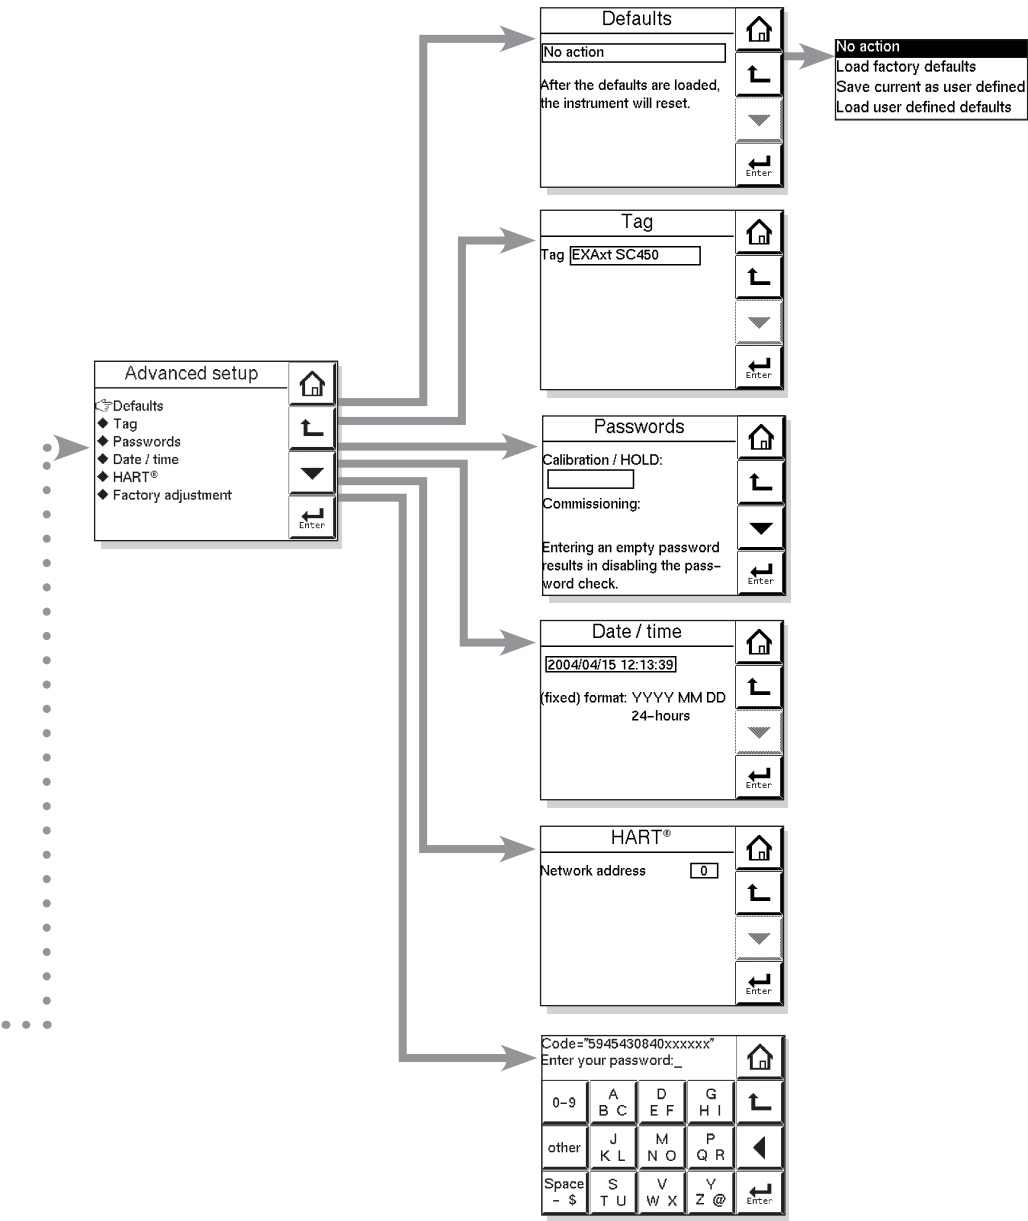 Defaults
No action
After the defaults are loaded,
the instrument will reset.
Enter
No action
Load factory defaults
Save current as user defined
Load user defined defaults
Tag
Tag EXAxt SC450
Enter
Advanced setup
Defaults
Tag
Passwords
Date / time
HART®
Factory adjustment
Enter
Passwords
Calibration / HOLD:
Commissioning:
Entering an empty password
results in disabling the pass-
word check.
Enter
Date / time
2004/04/15 12:13:39
(fixed) format: YYYY MM DD
24-hours
Enter
HART®
Network address 0
Enter
Code="5945430840xxxxxx"
Enter your password:_
0-9
A
B C
D
E F
G
H I
other
J
K L
M
N O
P
Q R
Space
- $
S
T U
V
W X
Y
Z @
Enter